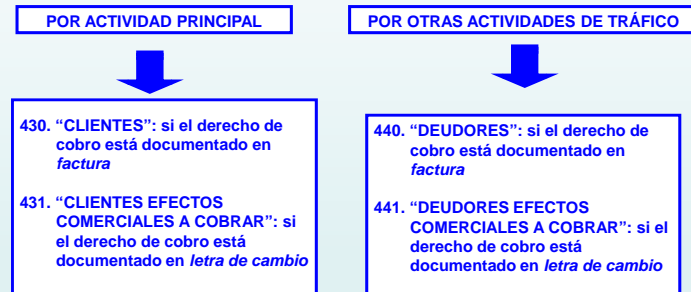 POR ACTIVIDAD PRINCIPAL
430. “CLIENTES”: si el derecho de
cobro está documentado en
factura
431. “CLIENTES EFECTOS
COMERCIALES A COBRAR”: si
el derecho de cobro está
documentado en letra de cambio
POR OTRAS ACTIVIDADES DE TRÁFICO
440. “DEUDORES”: si el derecho de
cobro está documentado en
factura
441. “DEUDORES EFECTOS
COMERCIALES A COBRAR”: si el
derecho de cobro está
documentado en letra de cambio